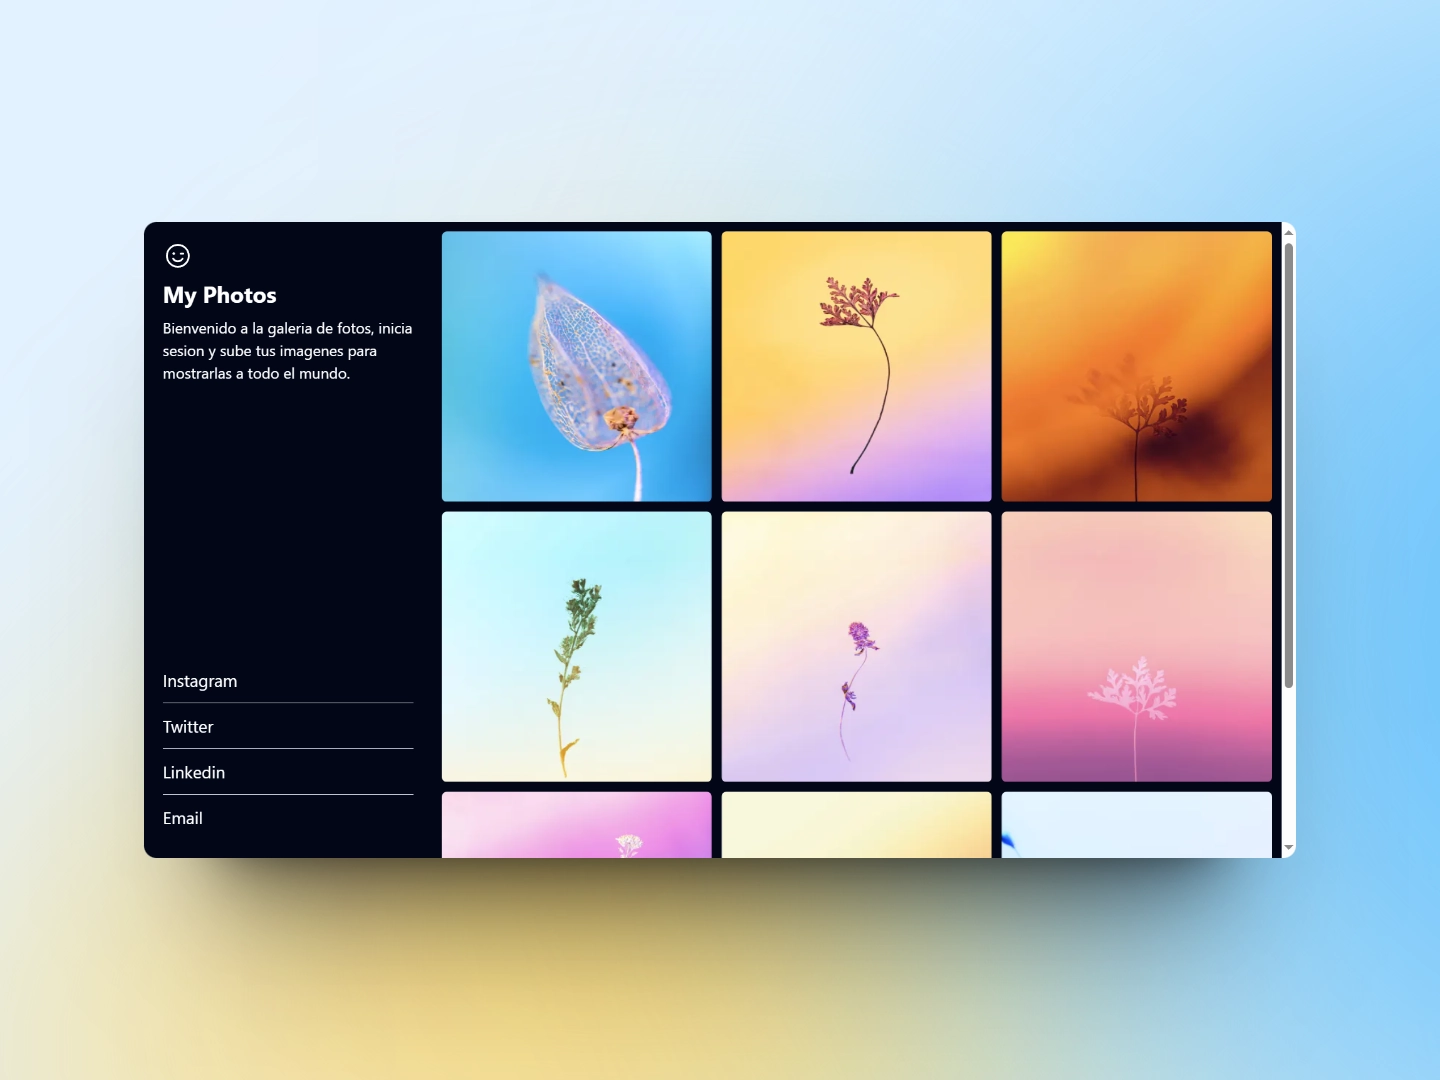 My Photos
Bienvenido a la galeria de fotos, inicia
sesion y sube tus imagenes para
mostrarlas a todo el mundo.
Instagram
Twitter
Linkedin
Email